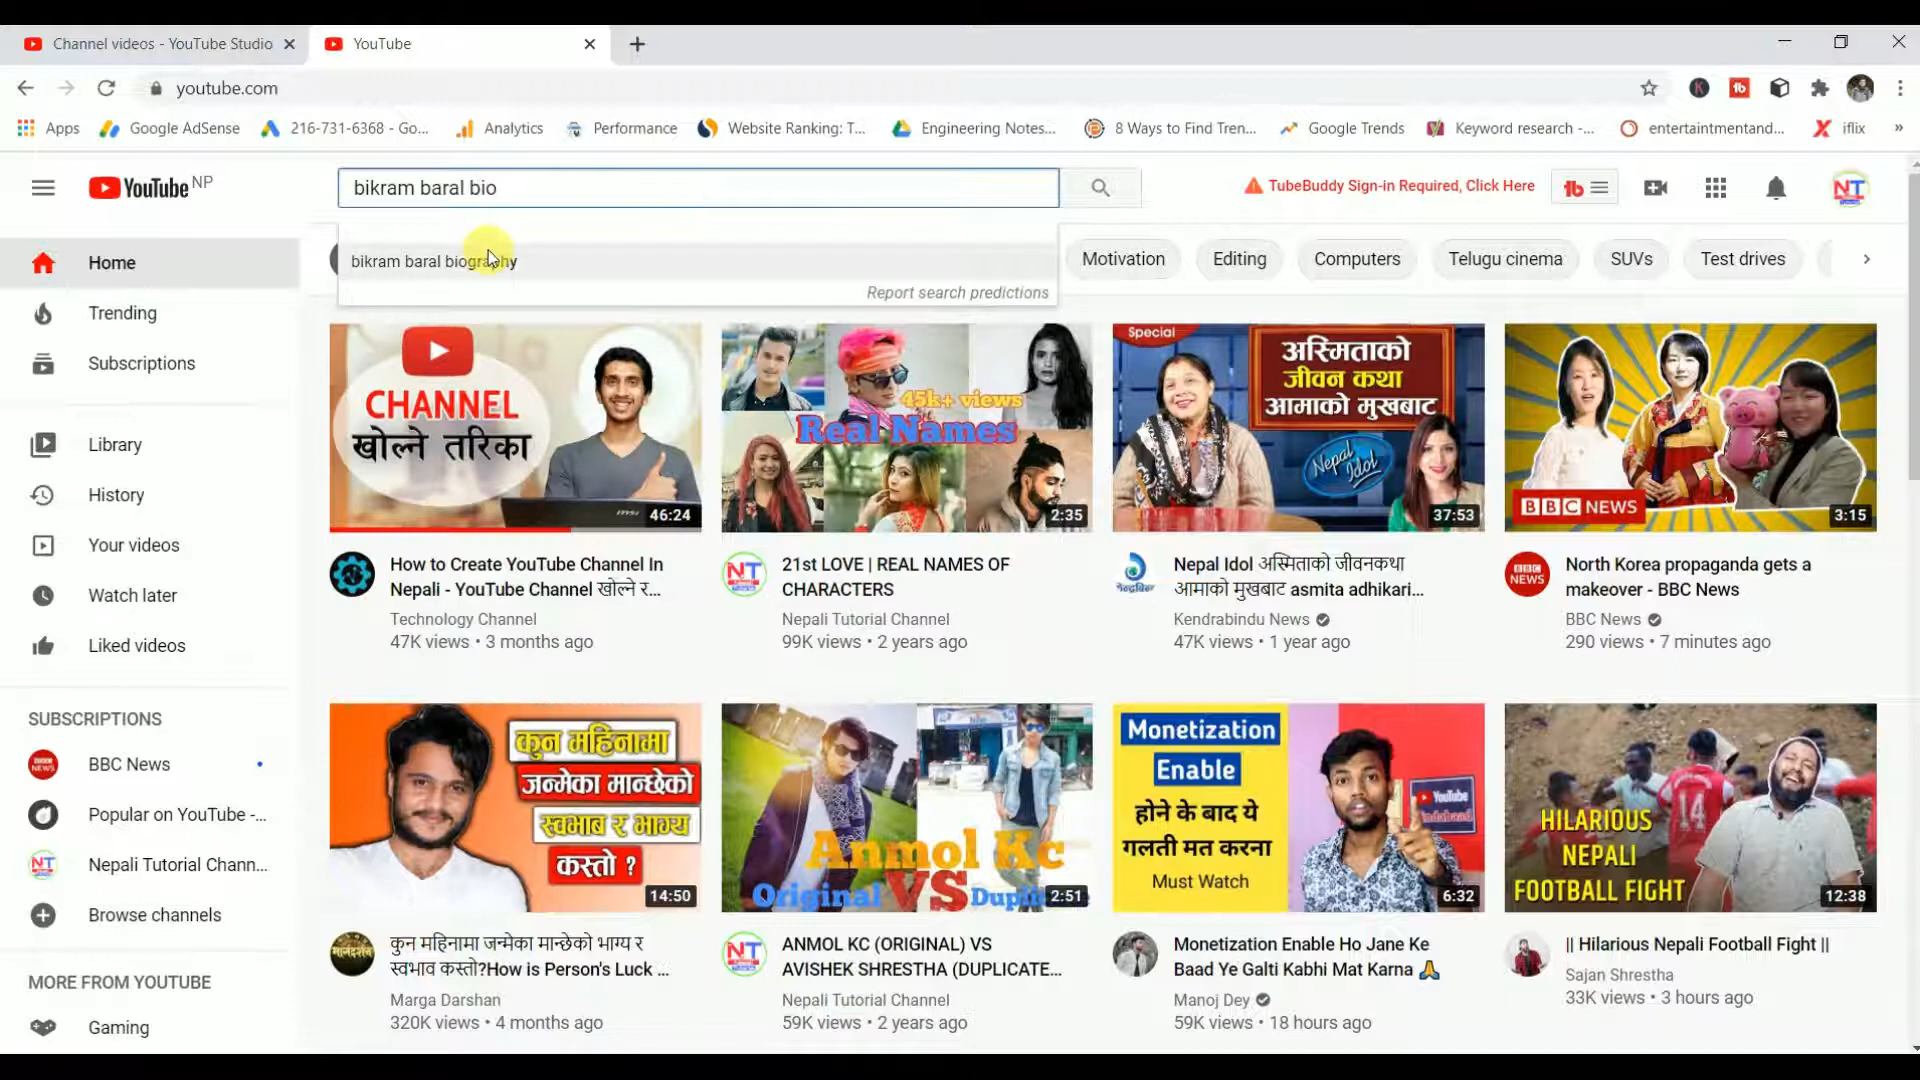 Channel videos - YouTube Studio
YouTube
youtube.com
Apps
Google AdSense
216-731-6368 - Go...
Analytics
Performance
Website Ranking: T...
Engineering Notes...
8 Ways to Find Tren...
Google Trends
Keyword research -...
entertaintmentand...
iflix
»
YouTube NP
bikram baral bio
TubeBuddy Sign-in Required, Click Here
bikram baral biography
Report search predictions
Motivation
Editing
Computers
Telugu cinema
SUVs
Test drives
Home
Trending
Subscriptions
Library
History
Your videos
Watch later
Liked videos
SUBSCRIPTIONS
BBC News
Popular on YouTube -...
Nepali Tutorial Chann...
Browse channels
MORE FROM YOUTUBE
Gaming
CHANNEL
खोल्ने तरिका
46:24
How to Create YouTube Channel In
Nepali - YouTube Channel खोल्ने र...
Technology Channel
47K views • 3 months ago
45k+ views
Real Names
2:35
21st LOVE | REAL NAMES OF
CHARACTERS
Nepali Tutorial Channel
99K views • 2 years ago
Special
अस्मिताको
जीवन कथा
आमाको मुखबाट
Nepal
Idol
37:53
Nepal Idol अस्मिताको जीवनकथा
आमाको मुखबाट asmita adhikari...
Kendrabindu News
47K views • 1 year ago
BBC NEWS
3:15
North Korea propaganda gets a
makeover - BBC News
BBC News
290 views • 7 minutes ago
कुन महिनामा
जन्मेका मान्छेको
स्वभाब र भाग्य
कस्तो ?
14:50
कुन महिनामा जन्मेका मान्छेको भाग्य र
स्वभाव कस्तो?How is Person's Luck ...
Marga Darshan
320K views • 4 months ago
Anmol Kc
Original VS
2:51
ANMOL KC (ORIGINAL) VS
AVISHEK SHRESTHA (DUPLICATE...
Nepali Tutorial Channel
59K views • 2 years ago
Monetization
Enable
होने के बाद ये
गलती मत करना
Must Watch
YouTube
6:32
Monetization Enable Ho Jane Ke
Baad Ye Galti Kabhi Mat Karna
Manoj Dey
59K views • 18 hours ago
14
HILARIOUS
NEPALI
FOOTBALL FIGHT
12:38
|| Hilarious Nepali Football Fight ||
Sajan Shrestha
33K views • 3 hours ago